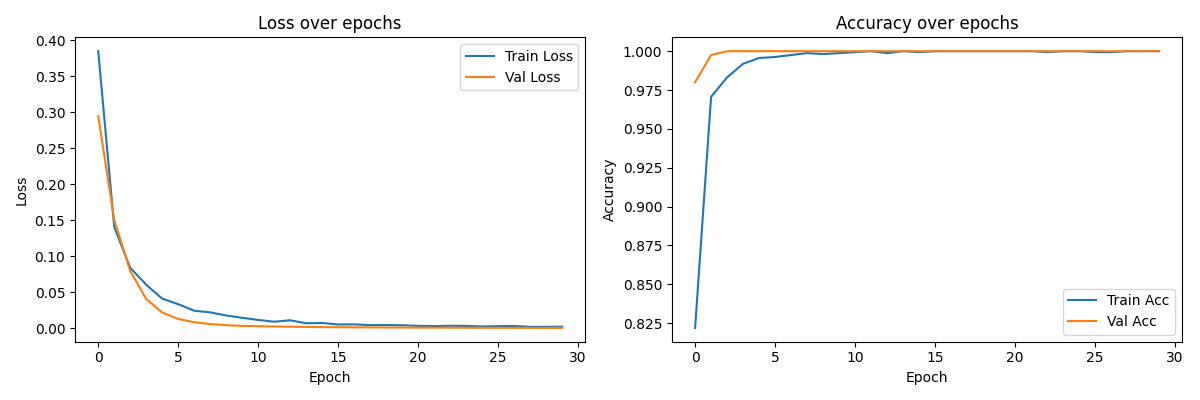 Loss over epochs
0.40
0.35
0.30
0.25
0.20
0.15
0.10
0.05
0.00
Loss
Train Loss
Val Loss
0 5 10 15 20 25 30
Epoch
Accuracy over epochs
1.000
0.975
0.950
0.925
0.900
0.875
0.850
0.825
Accuracy
Train Acc
Val Acc
0 5 10 15 20 25 30
Epoch